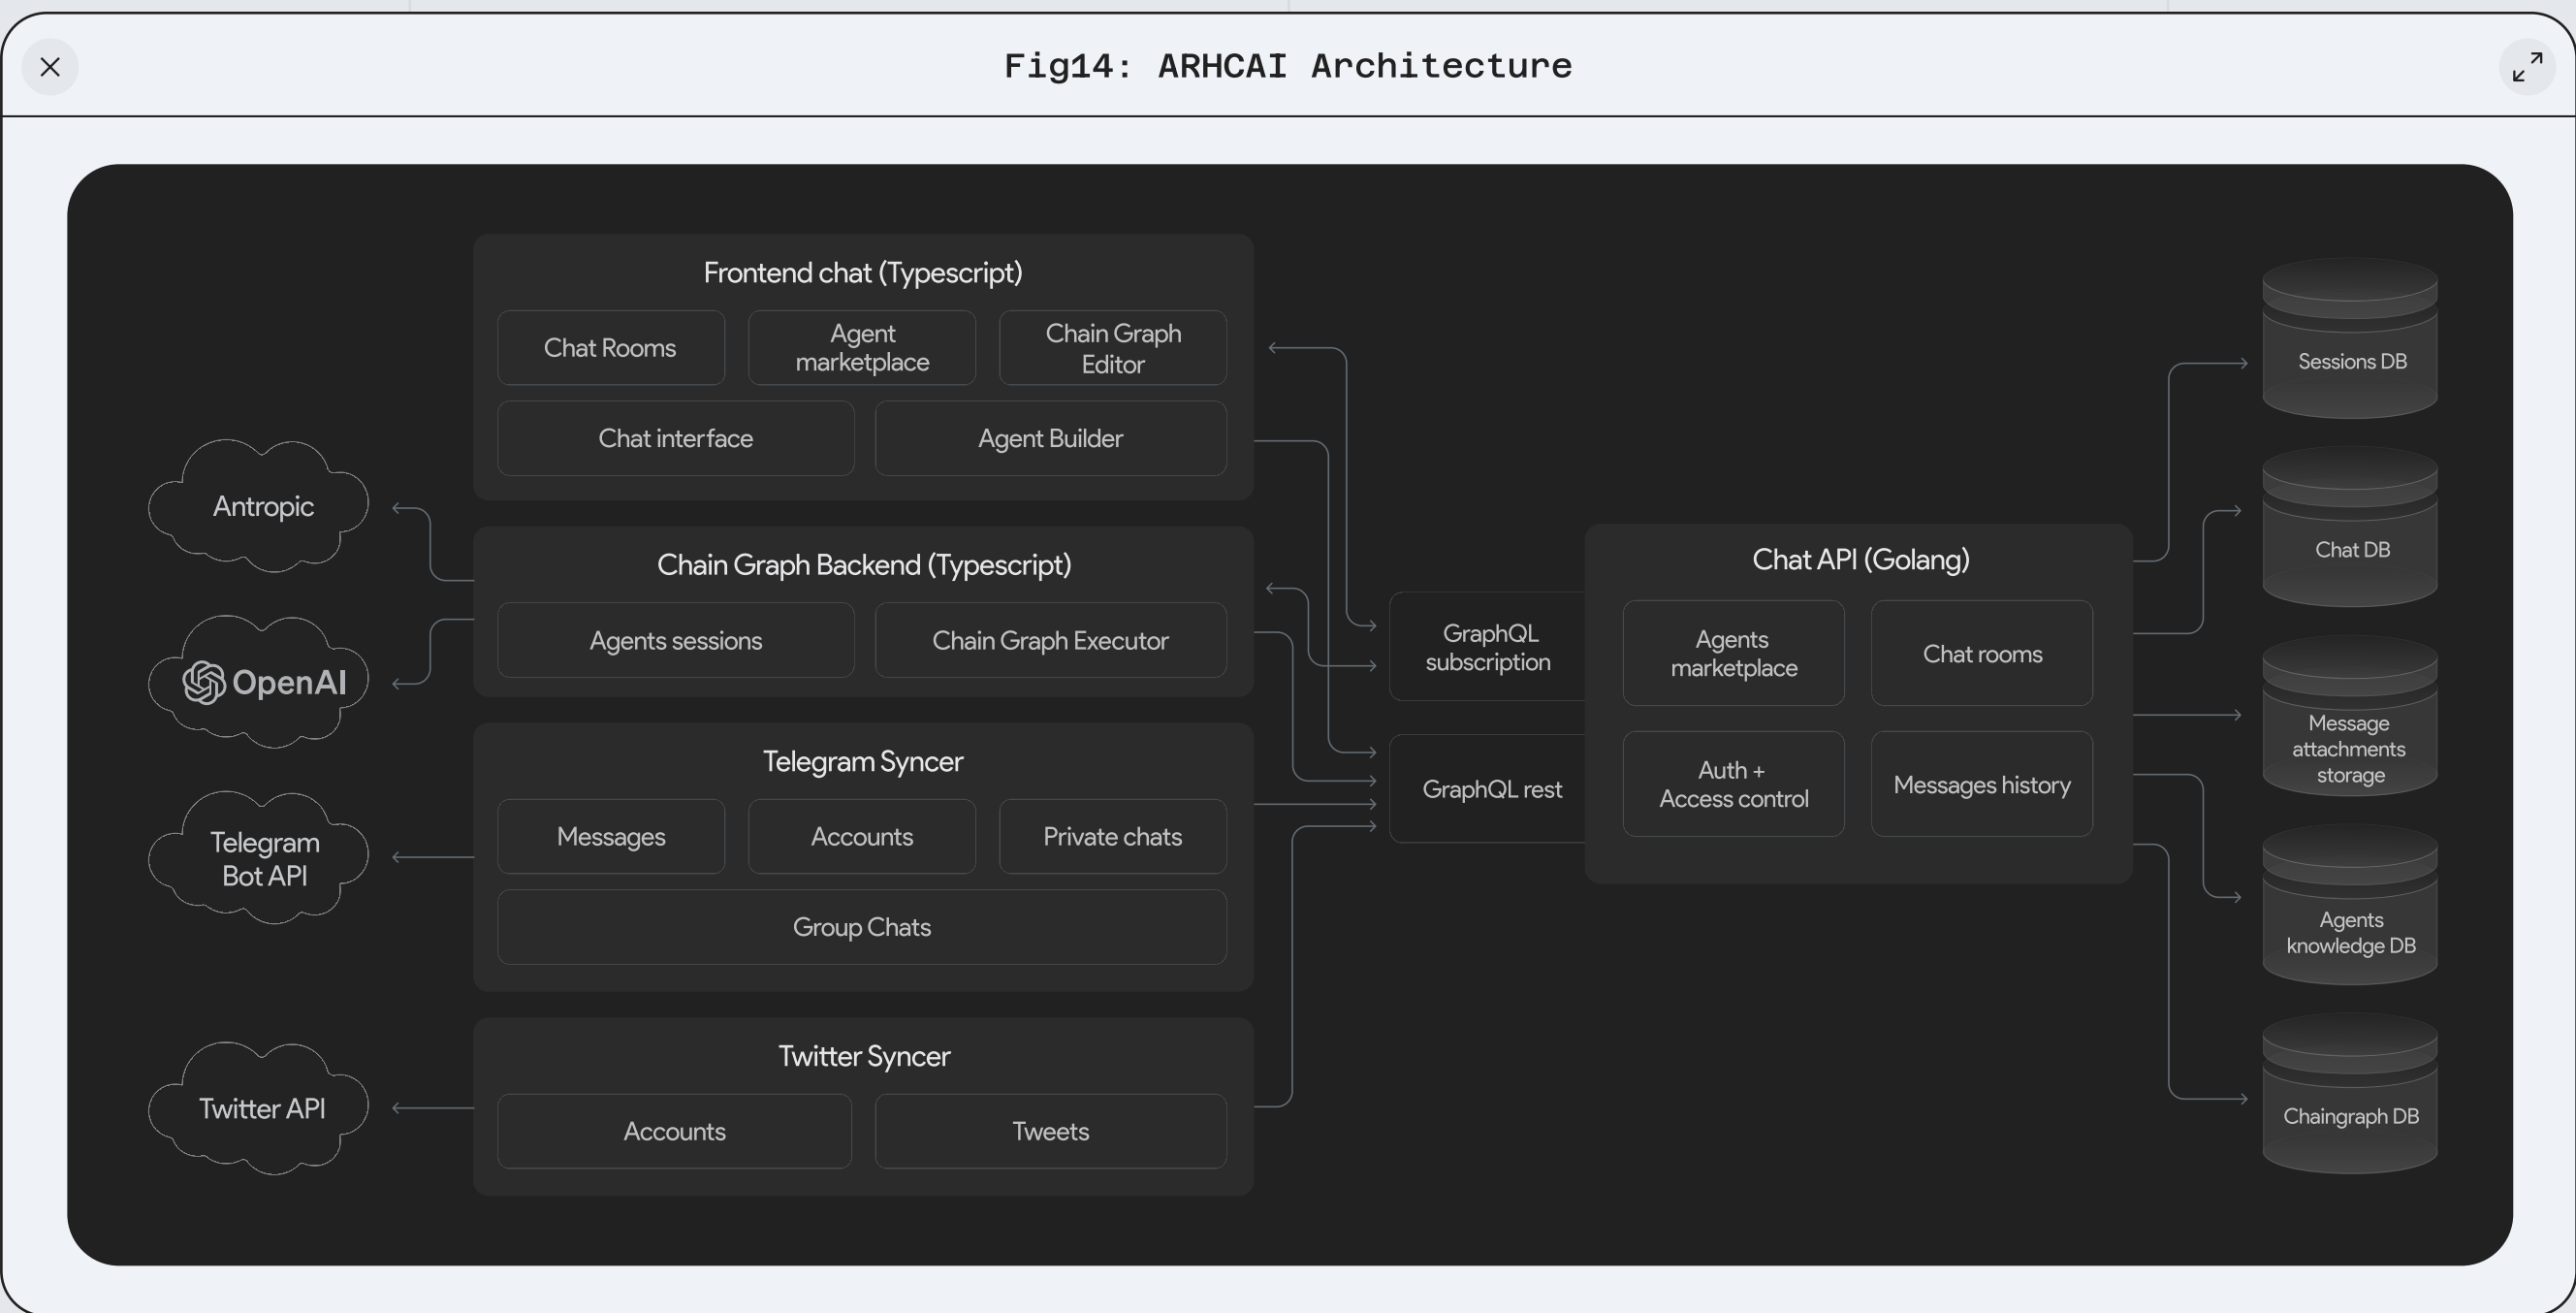 Fig14: ARHCAI Architecture
Frontend chat (Typescript)
Chat Rooms
Agent
marketplace
Chain Graph
Editor
Chat interface
Agent Builder
Antropic
OpenAI
Telegram
Bot API
Twitter API
Chain Graph Backend (Typescript)
Agents sessions
Chain Graph Executor
Telegram Syncer
Messages
Accounts
Private chats
Group Chats
Twitter Syncer
Accounts
Tweets
GraphQL
subscription
GraphQL rest
Chat API (Golang)
Agents
marketplace
Chat rooms
Auth +
Access control
Messages history
Sessions DB
Chat DB
Message
attachments
storage
Agents
knowledge DB
Chaingraph DB